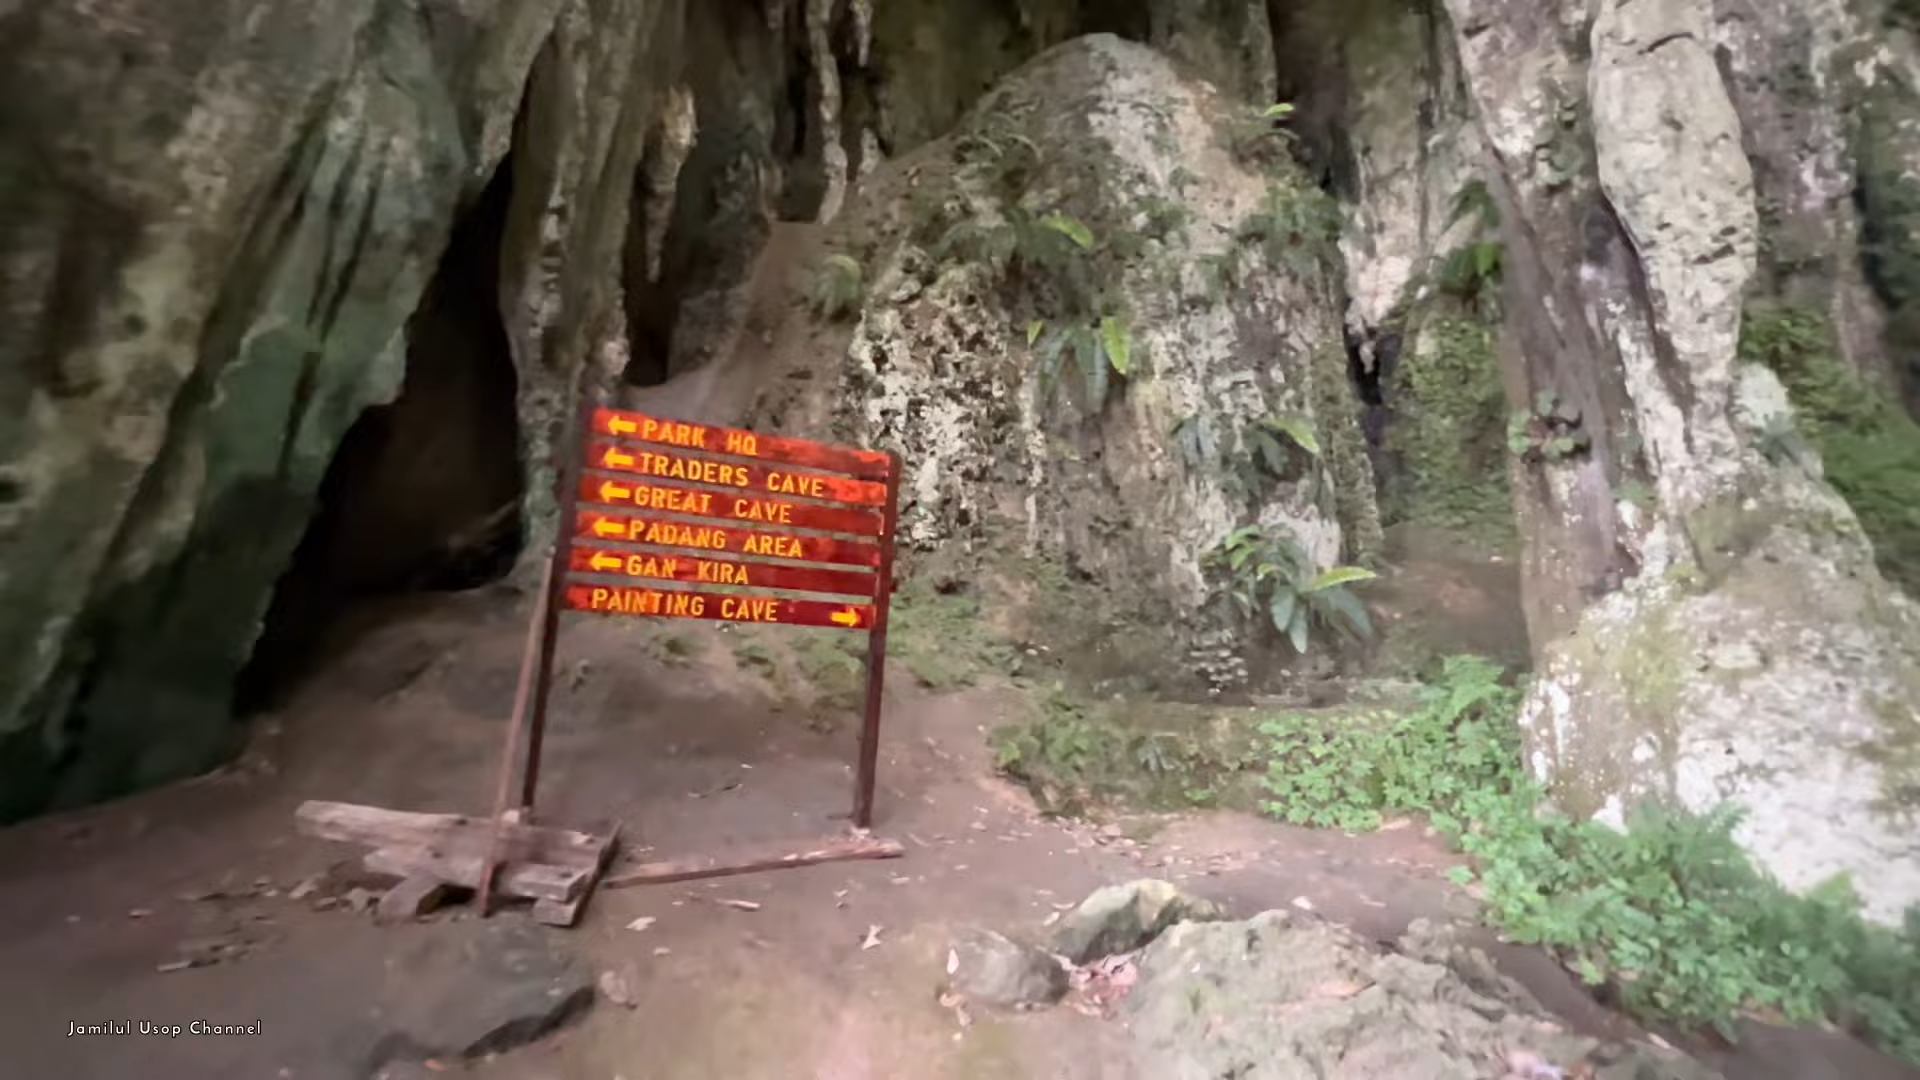 ← PARK HQ
← TRADERS CAVE
← GREAT CAVE
← PADANG AREA
← GAN KIRA
PAINTING CAVE →
Jamilul Usop Channel